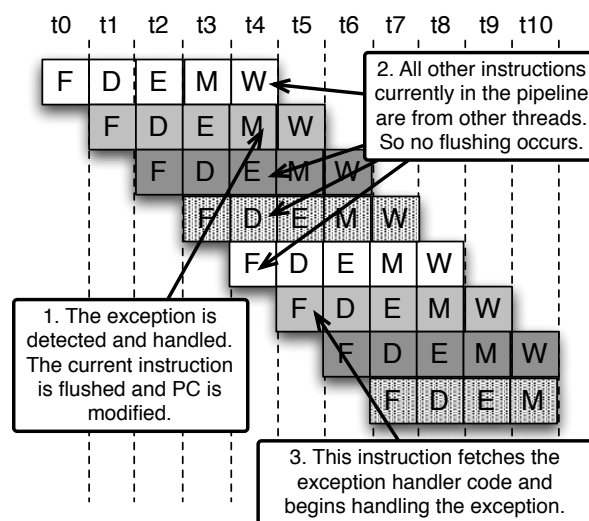 t0 t1 t2 t3 t4 t5 t6 t7 t8 t9 t10
F D E M W
2. All other instructions
currently in the pipeline
are from other threads.
So no flushing occurs.
F D E M W
F D E M W
F D E M W
F D E M W
1. The exception is
detected and handled.
The current instruction
is flushed and PC is
modified.
F D E M W
F D E M W
F D E M
3. This instruction fetches the
exception handler code and
begins handling the exception.